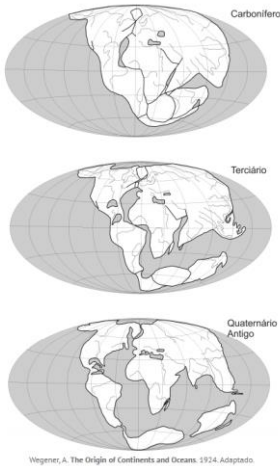 Carbonífero
Terciário
Quaternário
Antigo
Wegener, A. The Origin of Continents and Oceans. 1924. Adaptado.